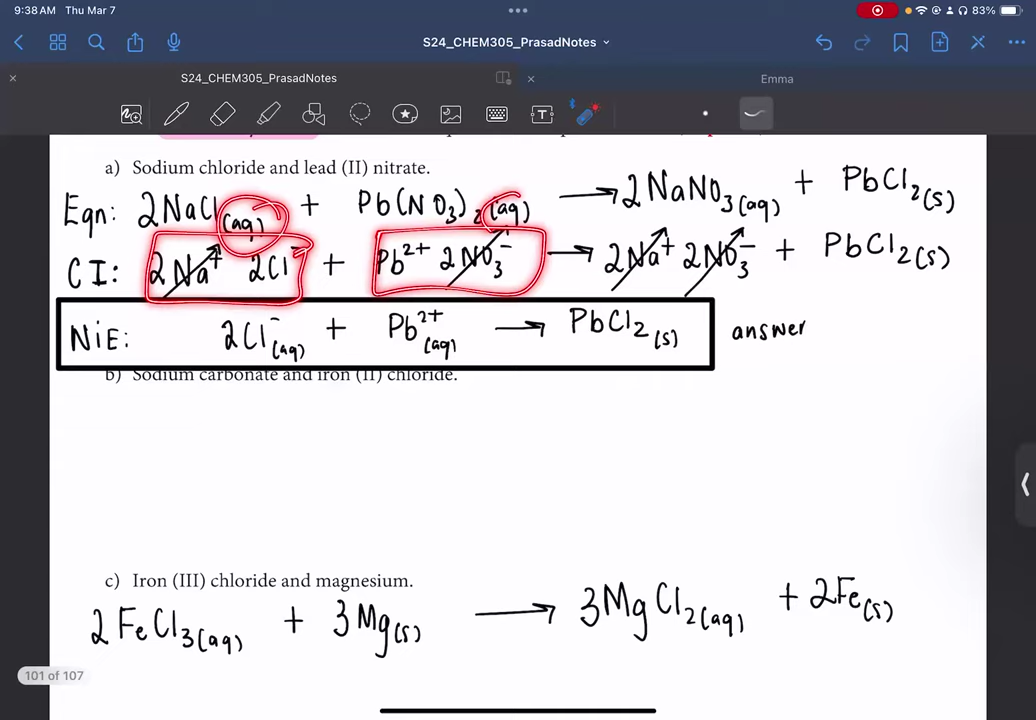 9:38 AM Thu Mar 7
83%
S24_CHEM305_PrasadNotes
S24_CHEM305_PrasadNotes
Emma
a) Sodium chloride and lead (II) nitrate.
Eqn: 2NaCl(aq) + Pb(NO3)2(aq) → 2NaNO3(aq) + PbCl2(s)
CI: 2Na+ 2Cl- + Pb2+ 2NO3- → 2Na+ 2NO3- + PbCl2(s)
NiE: 2Cl-(aq) + Pb2+(aq) → PbCl2(s) answer
b) Sodium carbonate and iron (II) chloride.
c) Iron (III) chloride and magnesium.
2FeCl3(aq) + 3Mg(s) → 3MgCl2(aq) + 2Fe(s)
101 of 107